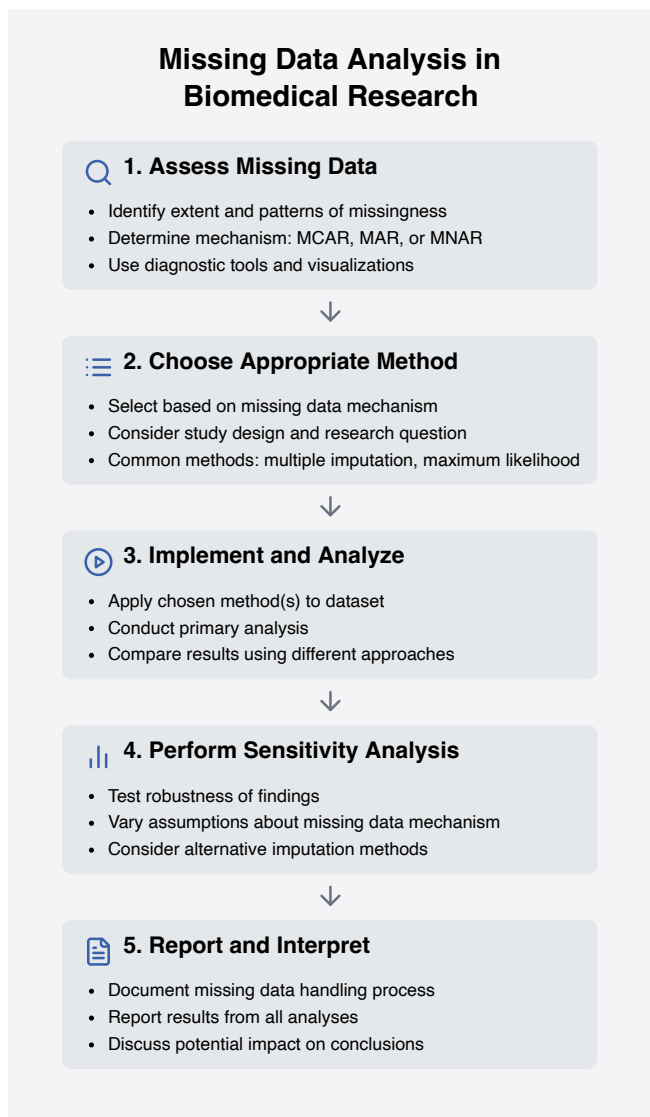 Missing Data Analysis in
Biomedical Research
1. Assess Missing Data
• Identify extent and patterns of missingness
• Determine mechanism: MCAR, MAR, or MNAR
• Use diagnostic tools and visualizations
2. Choose Appropriate Method
• Select based on missing data mechanism
• Consider study design and research question
• Common methods: multiple imputation, maximum likelihood
3. Implement and Analyze
• Apply chosen method(s) to dataset
• Conduct primary analysis
• Compare results using different approaches
4. Perform Sensitivity Analysis
• Test robustness of findings
• Vary assumptions about missing data mechanism
• Consider alternative imputation methods
5. Report and Interpret
• Document missing data handling process
• Report results from all analyses
• Discuss potential impact on conclusions